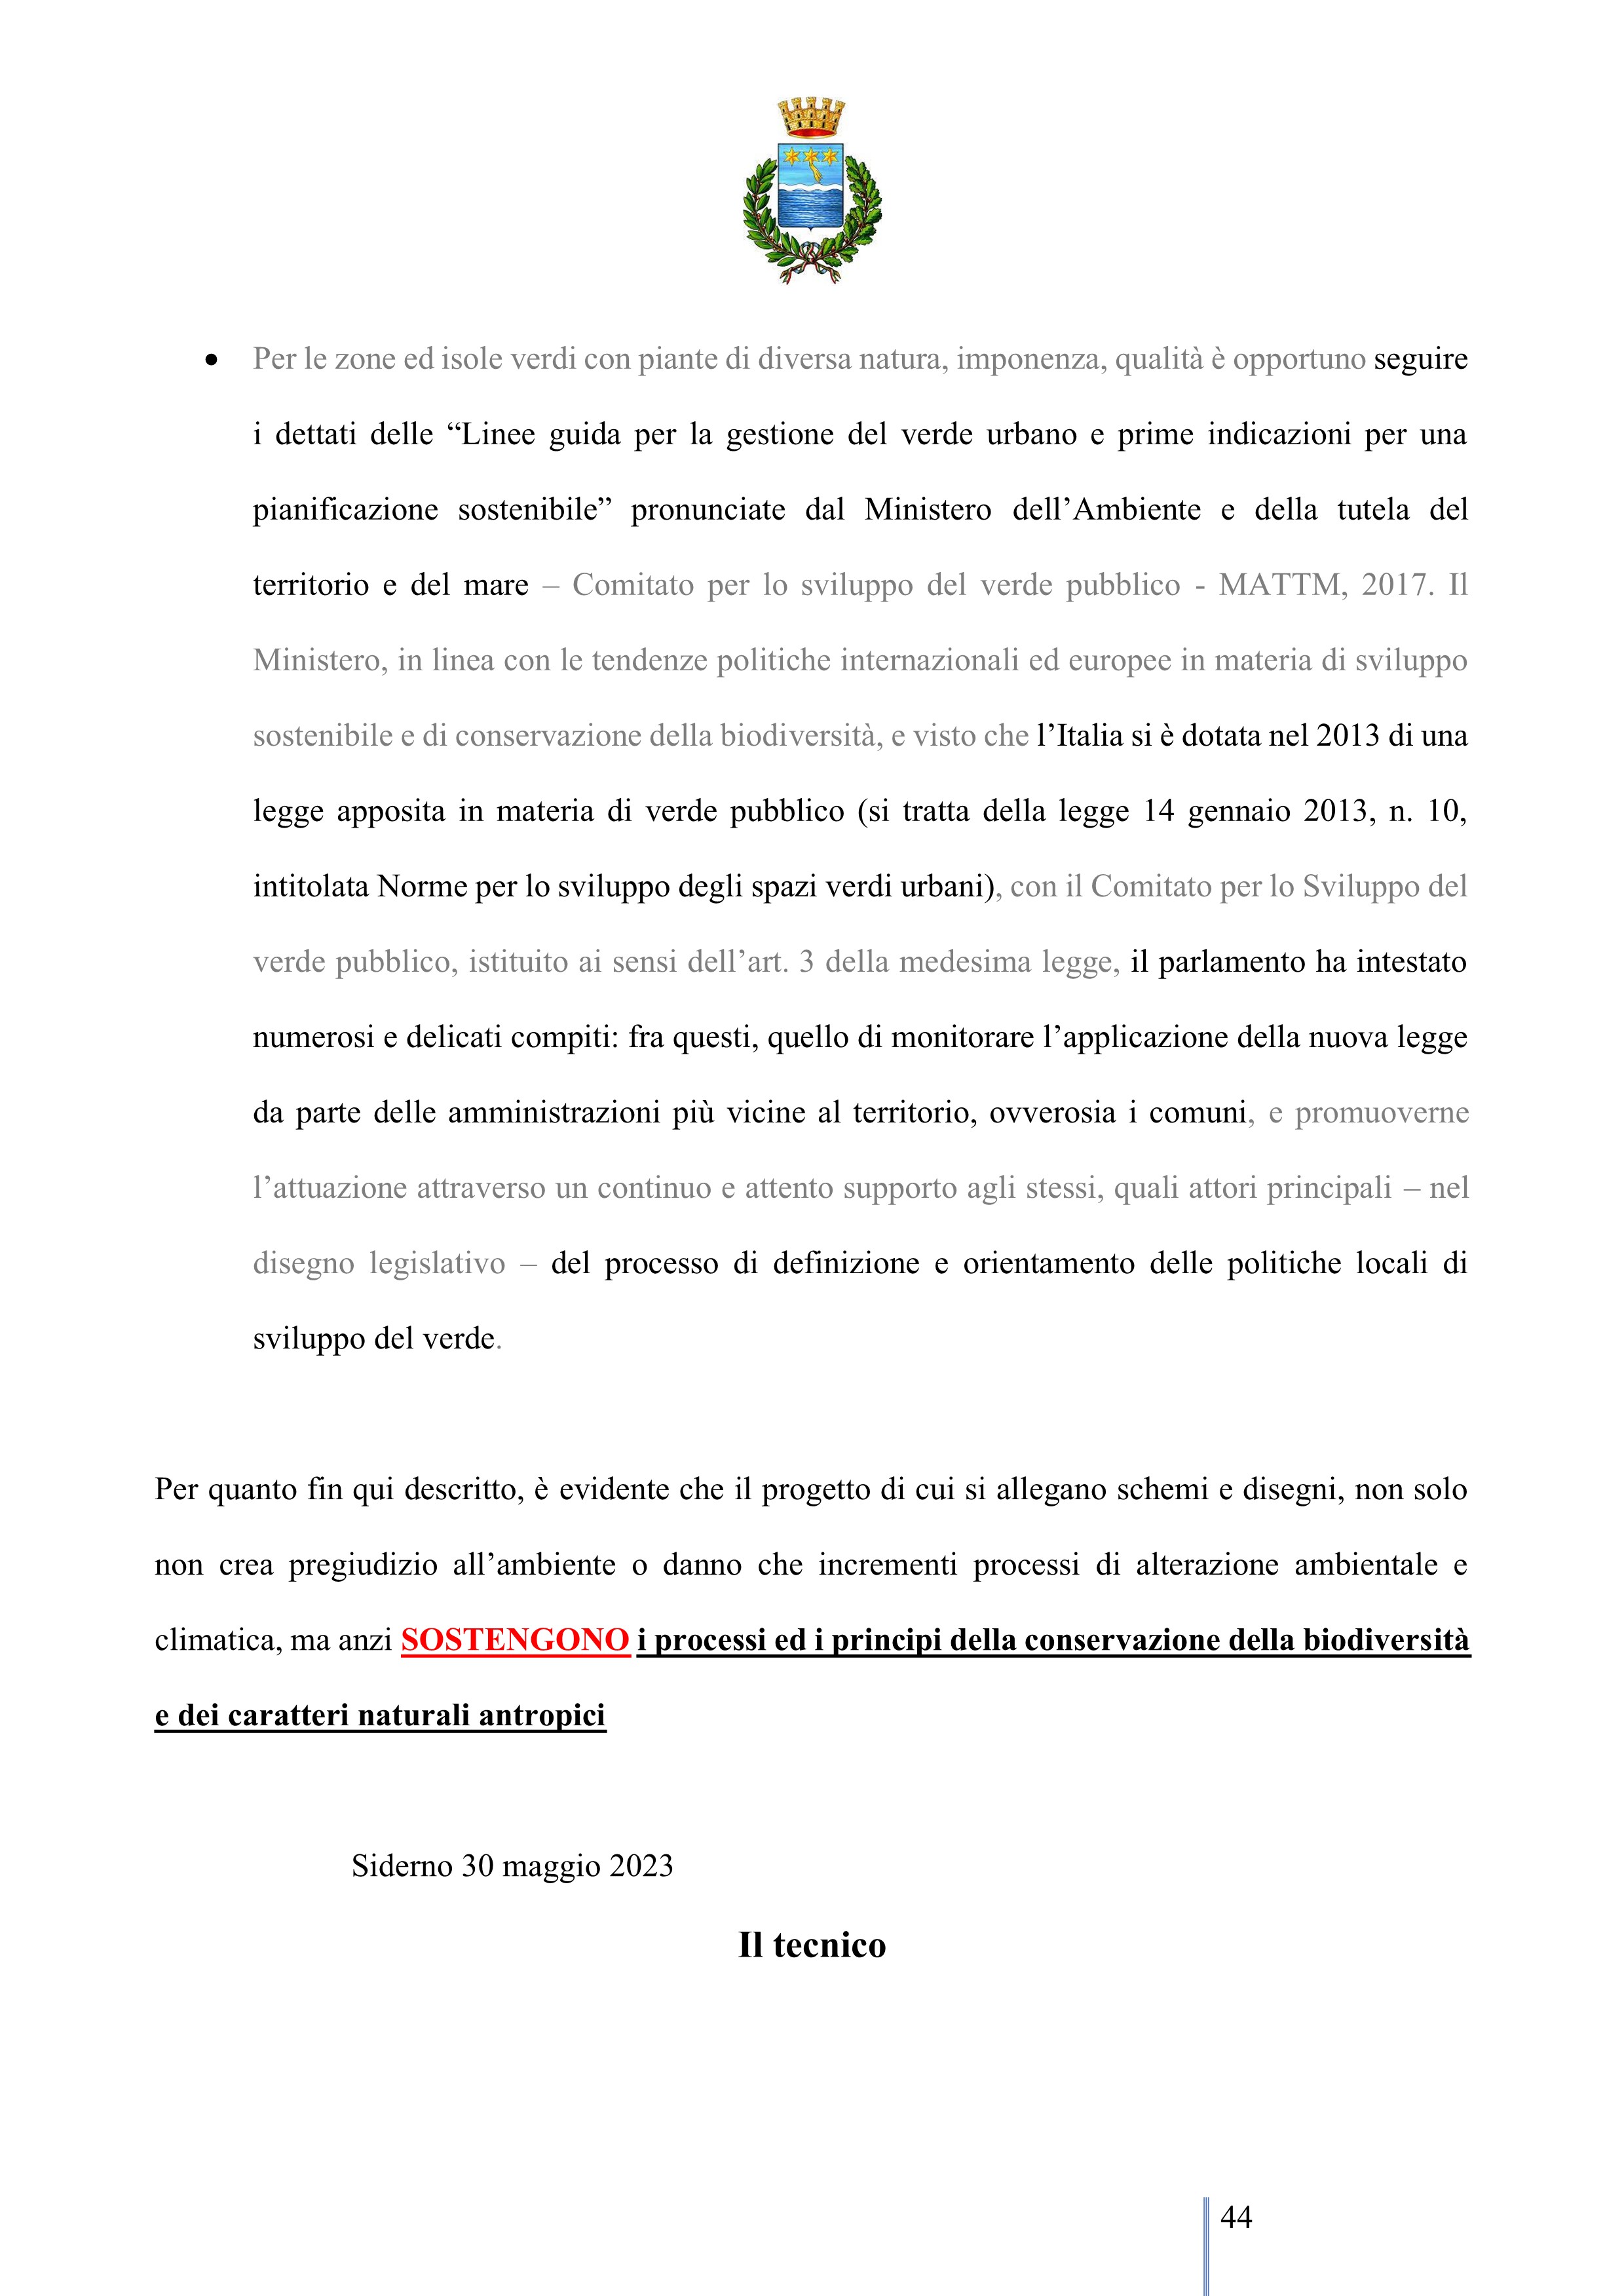 • Per le zone ed isole verdi con piante di diversa natura, imponenza, qualità è opportuno seguire
i dettati delle “Linee guida per la gestione del verde urbano e prime indicazioni per una
pianificazione sostenibile” pronunciate dal Ministero dell’Ambiente e della tutela del
territorio e del mare – Comitato per lo sviluppo del verde pubblico - MATTM, 2017. Il
Ministero, in linea con le tendenze politiche internazionali ed europee in materia di sviluppo
sostenibile e di conservazione della biodiversità, e visto che l’Italia si è dotata nel 2013 di una
legge apposita in materia di verde pubblico (si tratta della legge 14 gennaio 2013, n. 10,
intitolata Norme per lo sviluppo degli spazi verdi urbani), con il Comitato per lo Sviluppo del
verde pubblico, istituito ai sensi dell’art. 3 della medesima legge, il parlamento ha intestato
numerosi e delicati compiti: fra questi, quello di monitorare l’applicazione della nuova legge
da parte delle amministrazioni più vicine al territorio, ovverosia i comuni, e promuoverne
l’attuazione attraverso un continuo e attento supporto agli stessi, quali attori principali – nel
disegno legislativo – del processo di definizione e orientamento delle politiche locali di
sviluppo del verde.
Per quanto fin qui descritto, è evidente che il progetto di cui si allegano schemi e disegni, non solo
non crea pregiudizio all’ambiente o danno che incrementi processi di alterazione ambientale e
climatica, ma anzi SOSTENGONO i processi ed i principi della conservazione della biodiversità
e dei caratteri naturali antropici
Siderno 30 maggio 2023
Il tecnico
44